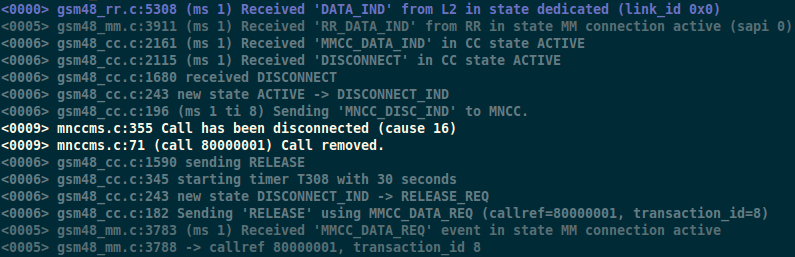 <0000> gsm48_rr.c:5308 (ms 1) Received 'DATA_IND' from L2 in state dedicated (link_id 0x0)
<0005> gsm48_mm.c:3911 (ms 1) Received 'RR_DATA_IND' from RR in state MM connection active (sapi 0)
<0006> gsm48_cc.c:2161 (ms 1) Received 'MMCC_DATA_IND' in CC state ACTIVE
<0006> gsm48_cc.c:2115 (ms 1) Received 'DISCONNECT' in CC state ACTIVE
<0006> gsm48_cc.c:1680 received DISCONNECT
<0006> gsm48_cc.c:243 new state ACTIVE -> DISCONNECT_IND
<0006> gsm48_cc.c:196 (ms 1 ti 8) Sending 'MNCC_DISC_IND' to MNCC.
<0009> mnccms.c:355 Call has been disconnected (cause 16)
<0009> mnccms.c:71 (call 80000001) Call removed.
<0006> gsm48_cc.c:1590 sending RELEASE
<0006> gsm48_cc.c:345 starting timer T308 with 30 seconds
<0006> gsm48_cc.c:243 new state DISCONNECT_IND -> RELEASE_REQ
<0006> gsm48_cc.c:182 Sending 'RELEASE' using MMCC_DATA_REQ (callref=80000001, transaction_id=8)
<0005> gsm48_mm.c:3783 (ms 1) Received 'MMCC_DATA_REQ' event in state MM connection active
<0005> gsm48_mm.c:3788 -> callref 80000001, transaction_id 8